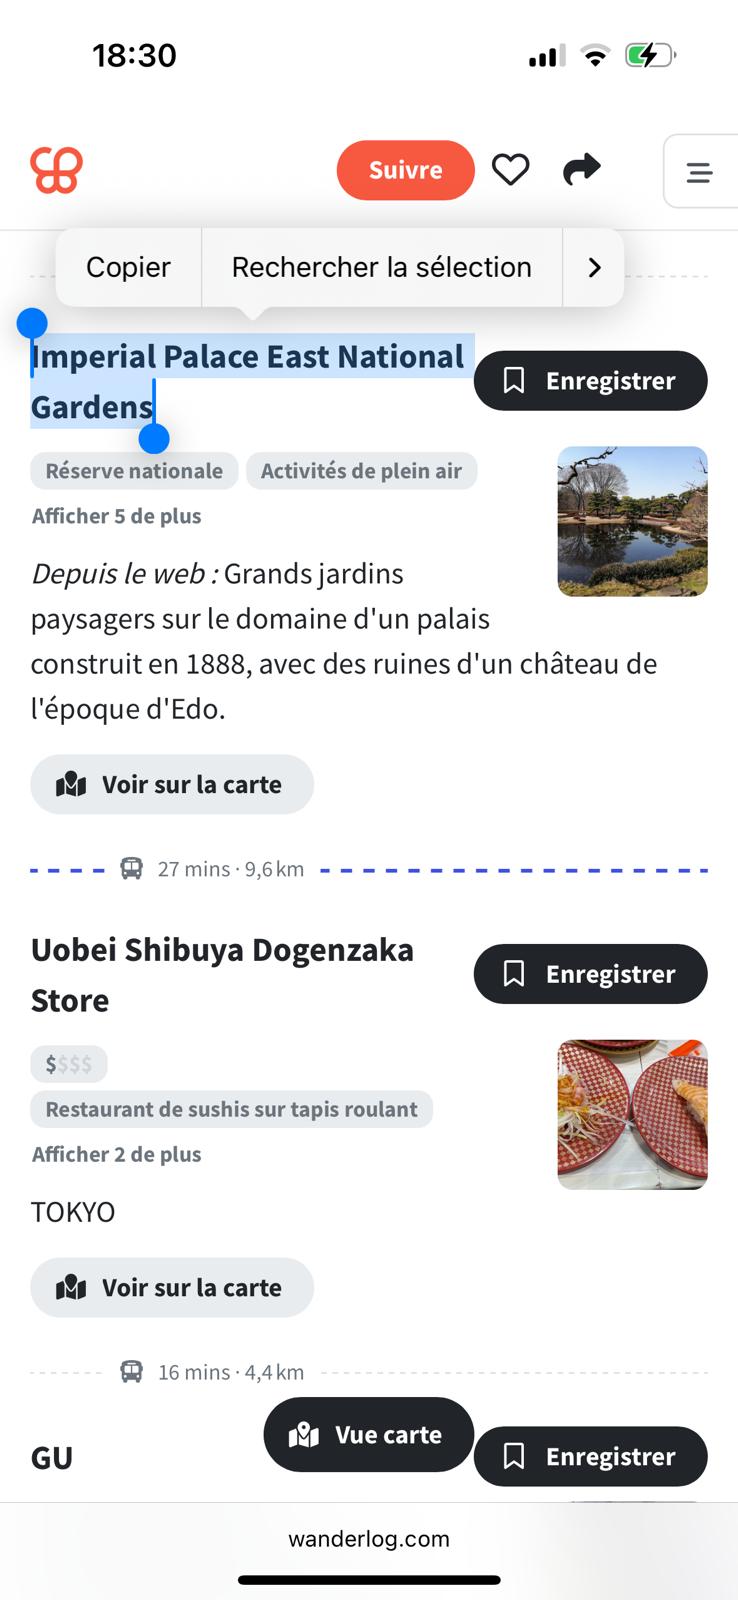 18:30
Suivre
Copier
Rechercher la sélection
Imperial Palace East National
Gardens
Enregistrer
Réserve nationale
Activités de plein air
Afficher 5 de plus
Depuis le web : Grands jardins
paysagers sur le domaine d'un palais
construit en 1888, avec des ruines d'un château de
l'époque d'Edo.
Voir sur la carte
27 mins · 9,6 km
Uobei Shibuya Dogenzaka
Store
Enregistrer
$$$$
Restaurant de sushis sur tapis roulant
Afficher 2 de plus
TOKYO
Voir sur la carte
16 mins · 4,4 km
Vue carte
GU
Enregistrer
wanderlog.com